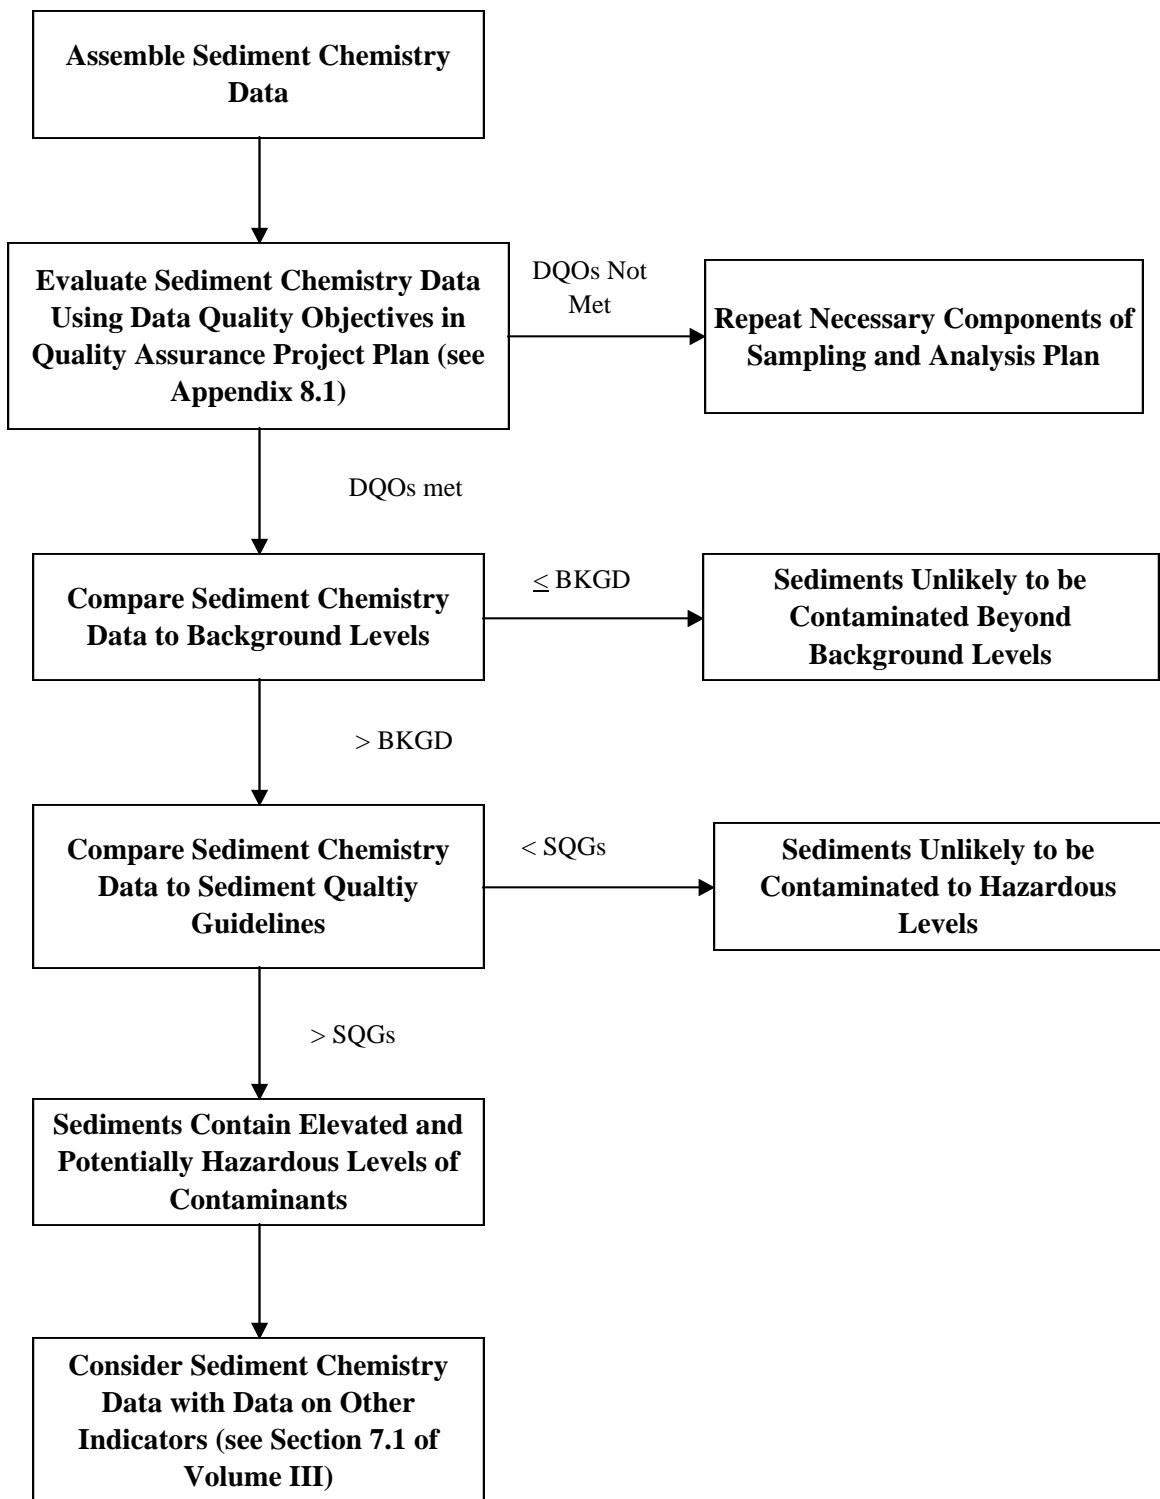 Assemble Sediment Chemistry
Data
Evaluate Sediment Chemistry Data
Using Data Quality Objectives in
Quality Assurance Project Plan (see
Appendix 8.1)
DQOs Not
Met
Repeat Necessary Components of
Sampling and Analysis Plan
DQOs met
Compare Sediment Chemistry
Data to Background Levels
≤ BKGD
Sediments Unlikely to be
Contaminated Beyond
Background Levels
> BKGD
Compare Sediment Chemistry
Data to Sediment Qualtiy
Guidelines
< SQGs
Sediments Unlikely to be
Contaminated to Hazardous
Levels
> SQGs
Sediments Contain Elevated and
Potentially Hazardous Levels of
Contaminants
Consider Sediment Chemistry
Data with Data on Other
Indicators (see Section 7.1 of
Volume III)